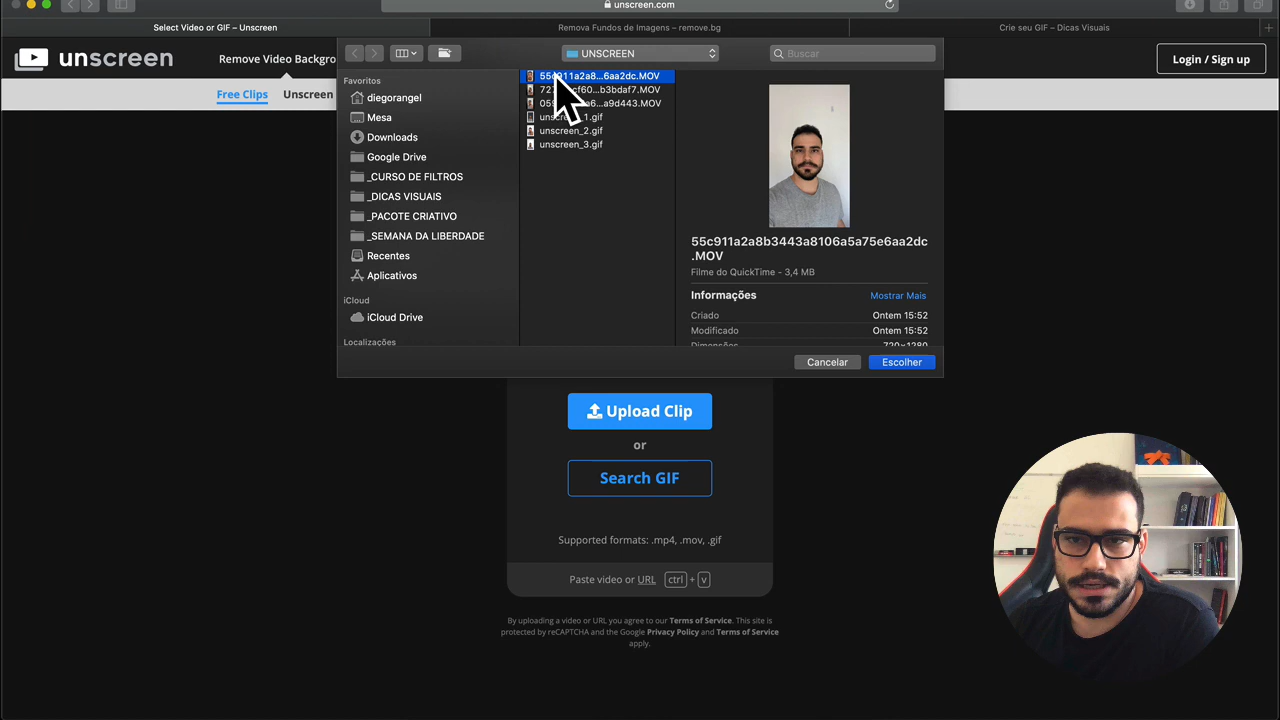 unscreen.com
Select Video or GIF – Unscreen
Remova Fundos de Imagens – remove.bg
Crie seu GIF – Dicas Visuais
unscreen
Remove Video Backgro
Login / Sign up
Free Clips
Unscreen
UNSCREEN
Buscar
Favoritos
diegorangel
Mesa
Downloads
Google Drive
_CURSO DE FILTROS
_DICAS VISUAIS
_PACOTE CRIATIVO
_SEMANA DA LIBERDADE
Recentes
Aplicativos
iCloud
iCloud Drive
Localizações
unscreen_2.gif
unscreen_3.gif
55c911a2a8b3443a8106a5a75e6aa2dc
.MOV
Filme do QuickTime - 3,4 MB
Informações
Mostrar Mais
Criado
Ontem 15:52
Modificado
Ontem 15:52
Dimensões
720×1280
Cancelar
Escolher
Upload Clip
or
Search GIF
Supported formats: .mp4, .mov, .gif
Paste video or URL ctrl + v
By uploading a video or URL you agree to our Terms of Service. This site is
protected by reCAPTCHA and the Google Privacy Policy and Terms of Service
apply.